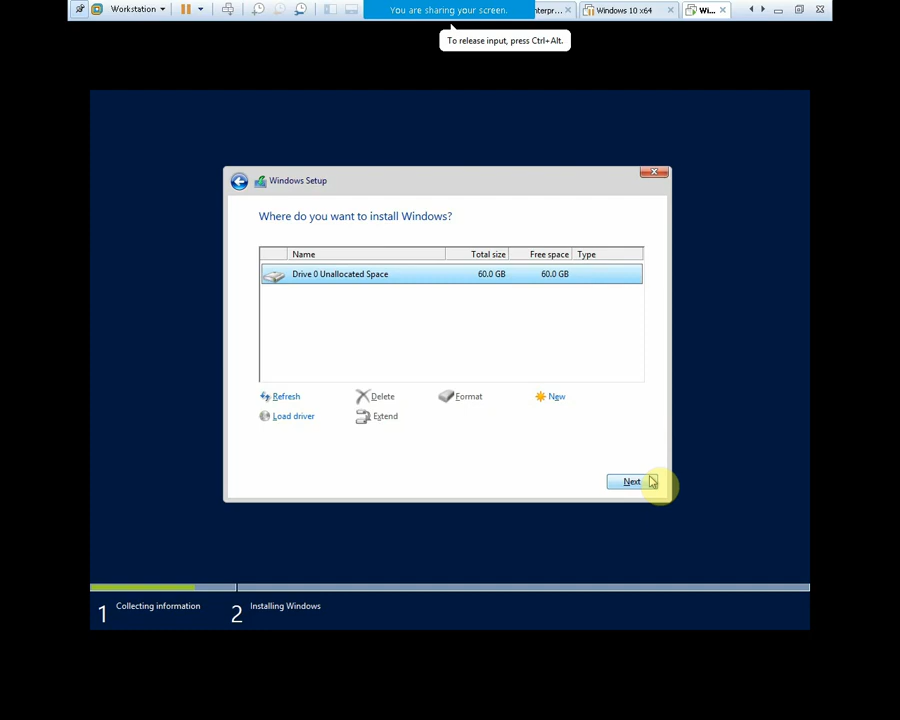 Workstation
You are sharing your screen.
nterpr...
Windows 10 x64
Wi...
To release input, press Ctrl+Alt.
Windows Setup
Where do you want to install Windows?
Name Total size Free space Type
Drive 0 Unallocated Space 60.0 GB 60.0 GB
Refresh Delete Format New
Load driver Extend
Next
1 Collecting information 2 Installing Windows